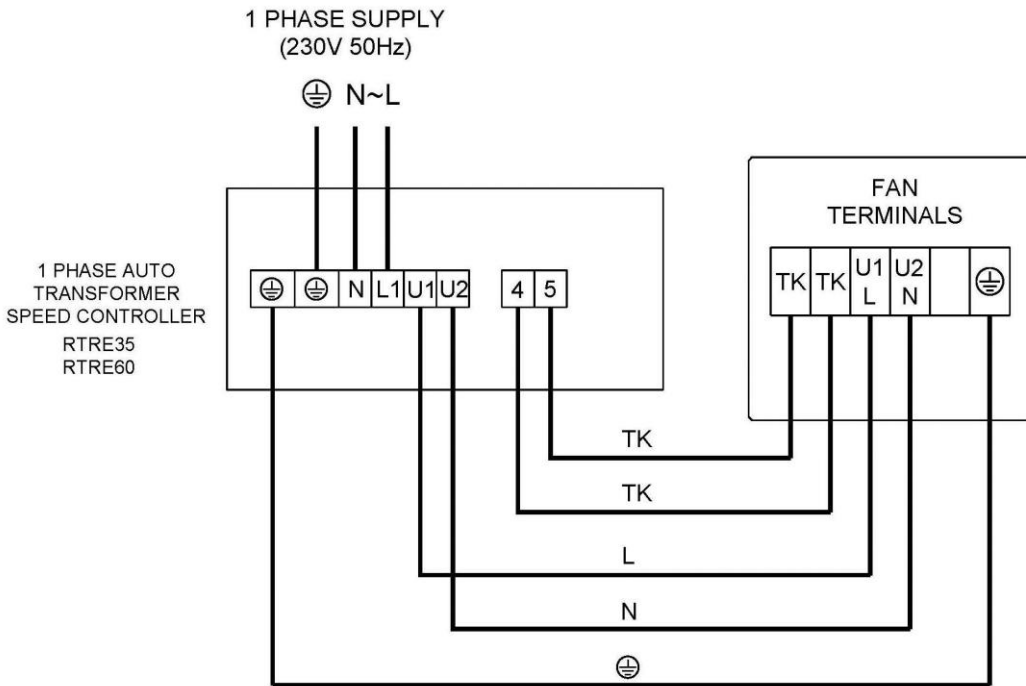 1 PHASE SUPPLY
(230V 50Hz)
N~L
1 PHASE AUTO
TRANSFORMER
SPEED CONTROLLER
RTRE35
RTRE60
N L1 U1 U2 4 5
FAN
TERMINALS
TK TK U1 U2
L N
TK
TK
L
N